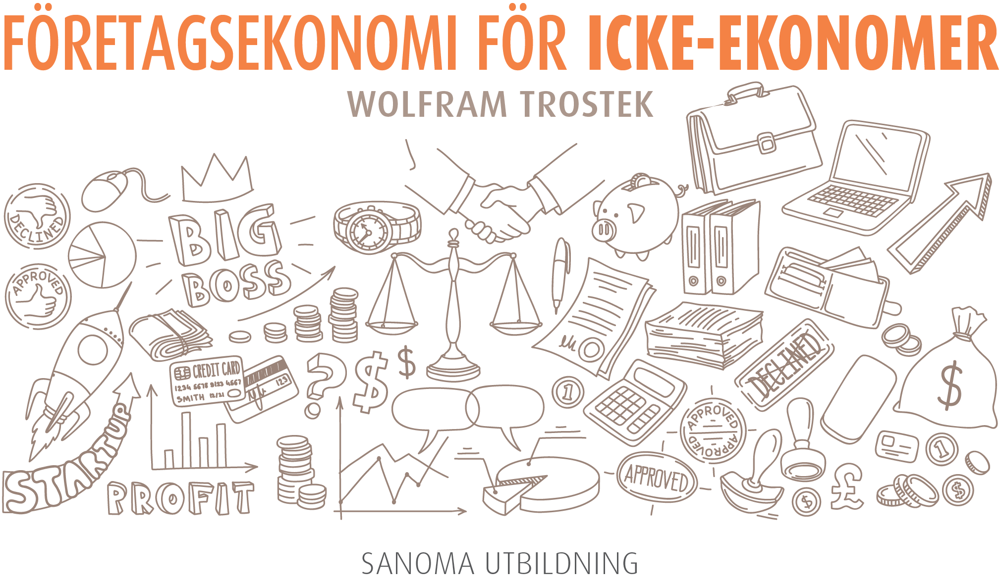 FÖRETAGSEKONOMI FÖR ICKE-EKONOMER
WOLFRAM TROSTEK
DECLINED
BIG
BOSS
APPROVED
CREDIT CARD
1234 5678 9123 4567
SMITH 12/21
123
?
$
$
STARTUP
PROFIT
1
DECLINED
$
APPROVED
APPROVED
APPROVED
1
$
£
$
SANOMA UTBILDNING